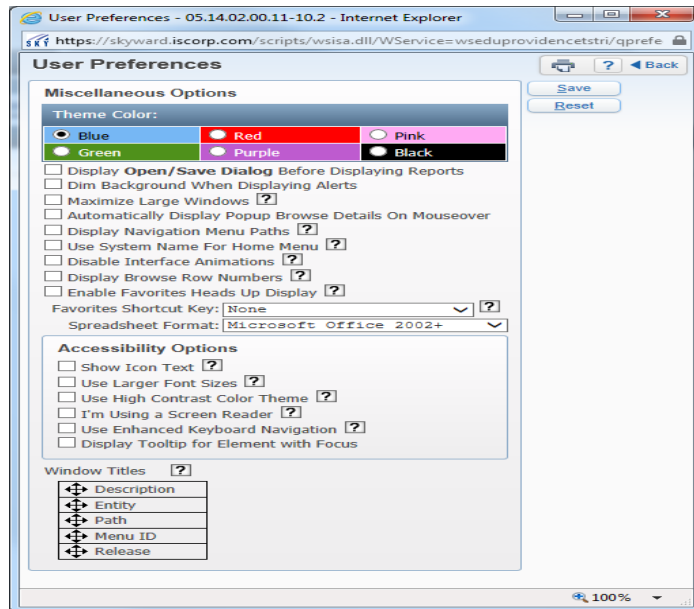 User Preferences - 05.14.02.00.11-10.2 - Internet Explorer
SKY https://skyward.iscorp.com/scripts/wsisa.dll/WService=wseduprovidencetstri/qprefe
User Preferences
? Back
Save
Reset
Miscellaneous Options
Theme Color:
Blue Red Pink
Green Purple Black
Display Open/Save Dialog Before Displaying Reports
Dim Background When Displaying Alerts
Maximize Large Windows ?
Automatically Display Popup Browse Details On Mouseover
Display Navigation Menu Paths ?
Use System Name For Home Menu ?
Disable Interface Animations ?
Display Browse Row Numbers ?
Enable Favorites Heads Up Display ?
Favorites Shortcut Key: None ?
Spreadsheet Format: Microsoft Office 2002+
Accessibility Options
Show Icon Text ?
Use Larger Font Sizes ?
Use High Contrast Color Theme ?
I'm Using a Screen Reader ?
Use Enhanced Keyboard Navigation ?
Display Tooltip for Element with Focus
Window Titles ?
Description
Entity
Path
Menu ID
Release
100%